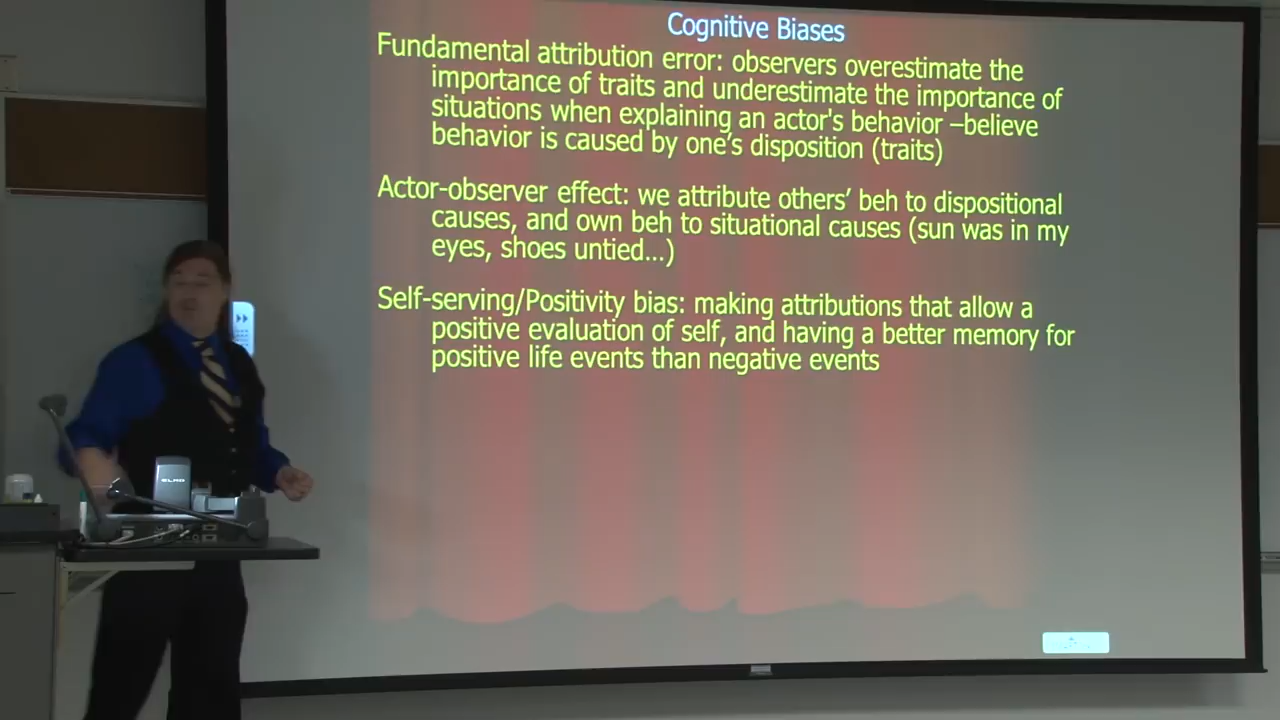 Cognitive Biases
Fundamental attribution error: observers overestimate the
importance of traits and underestimate the importance of
situations when explaining an actor's behavior –believe
behavior is caused by one's disposition (traits)
Actor-observer effect: we attribute others' beh to dispositional
causes, and own beh to situational causes (sun was in my
eyes, shoes untied...)
Self-serving/Positivity bias: making attributions that allow a
positive evaluation of self, and having a better memory for
positive life events than negative events
ELMO